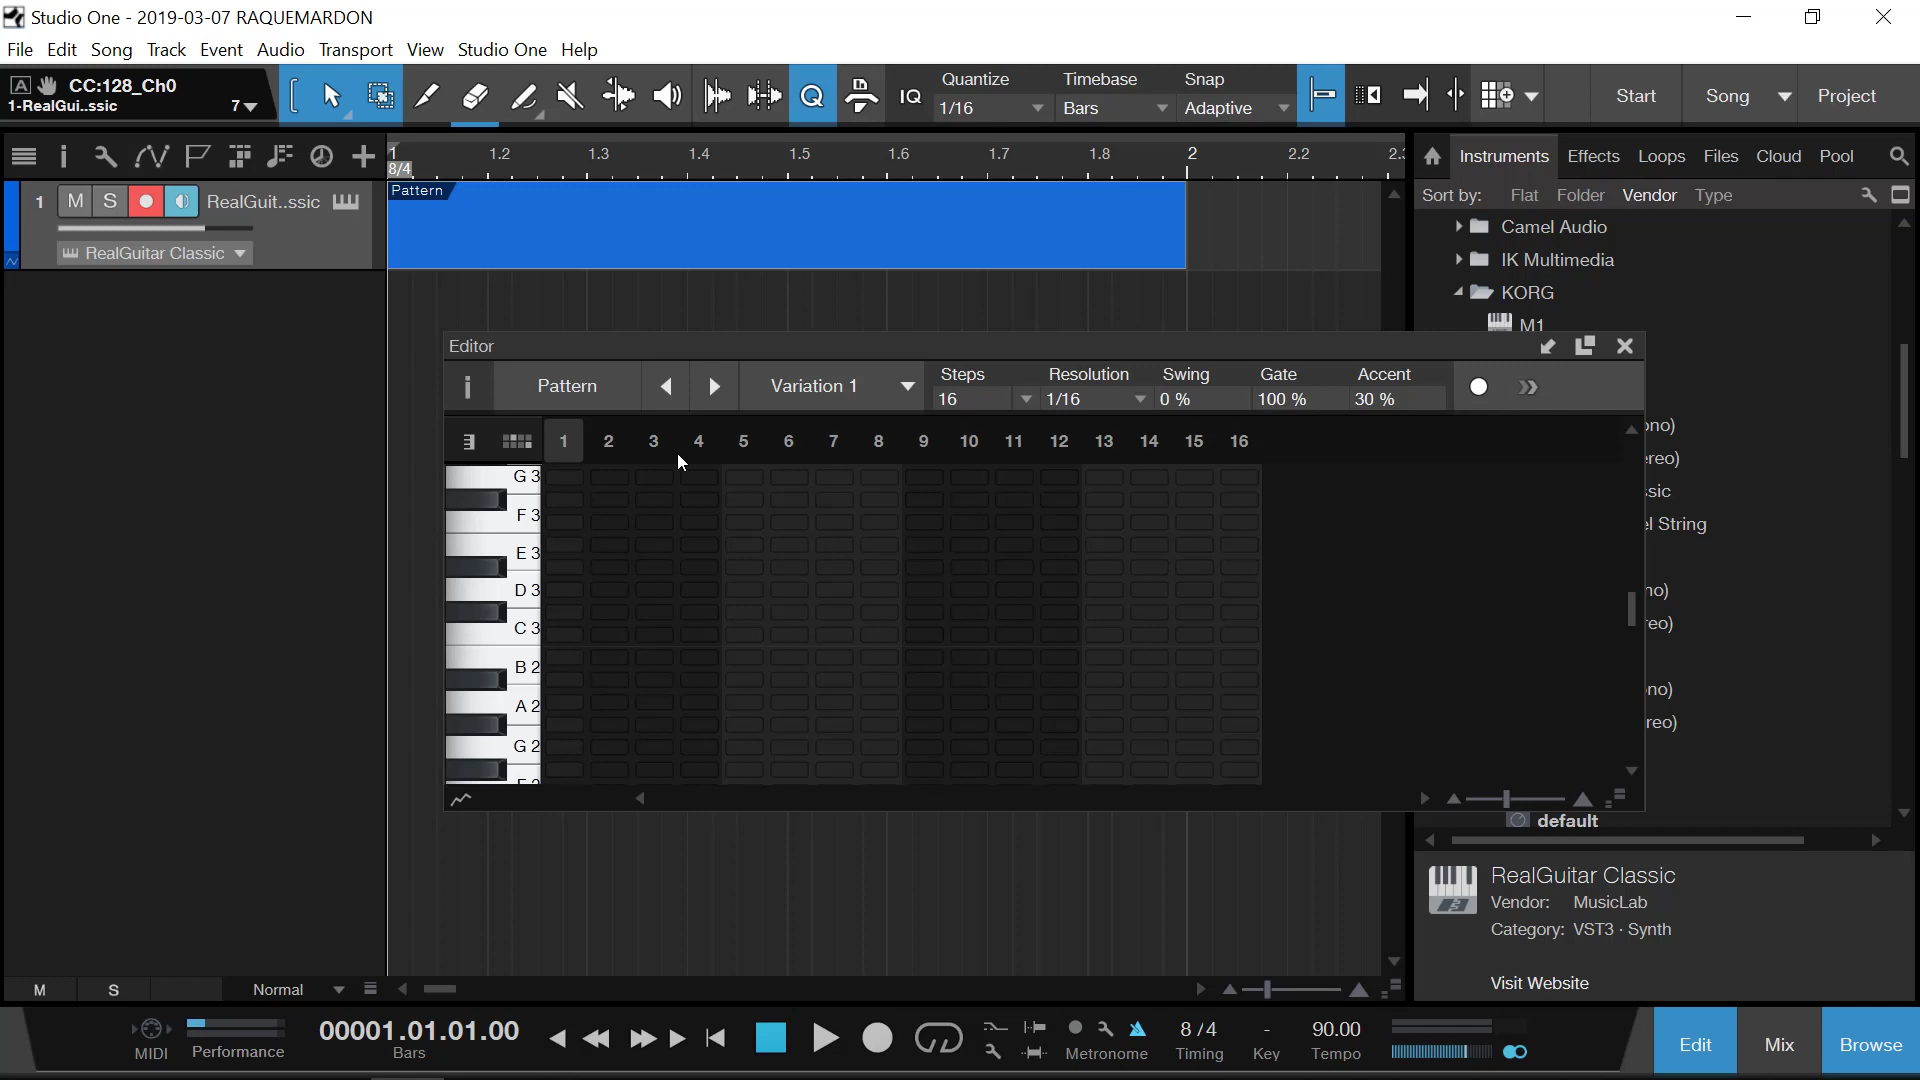 Studio One - 2019-03-07 RAQUEMARDON
File Edit Song Track Event Audio Transport View Studio One Help
A CC:128_Ch0
1-RealGui..ssic 7
Q
IQ
Quantize
1/16
Timebase
Bars
Snap
Adaptive
Start Song Project
1 1.2 1.3 1.4 1.5 1.6 1.7 1.8 2 2.2 2.3
8/4
1 M S RealGuit..ssic
RealGuitar Classic
Pattern
Instruments Effects Loops Files Cloud Pool
Sort by: Flat Folder Vendor Type
Camel Audio
IK Multimedia
KORG
M1
Editor
Pattern Variation 1
Steps
16
Resolution
1/16
Swing
0 %
Gate
100 %
Accent
30 %
1 2 3 4 5 6 7 8 9 10 11 12 13 14 15 16
G 3
F 3
E 3
D 3
C 3
B 2
A 2
G 2
ono)
reo)
sic
l String
no)
reo)
no)
reo)
default
RealGuitar Classic
Vendor: MusicLab
Category: VST3 · Synth
Visit Website
M S Normal
MIDI
Performance
00001.01.01.00
Bars
Metronome
8 / 4
Timing
-
Key
90.00
Tempo
Edit Mix Browse